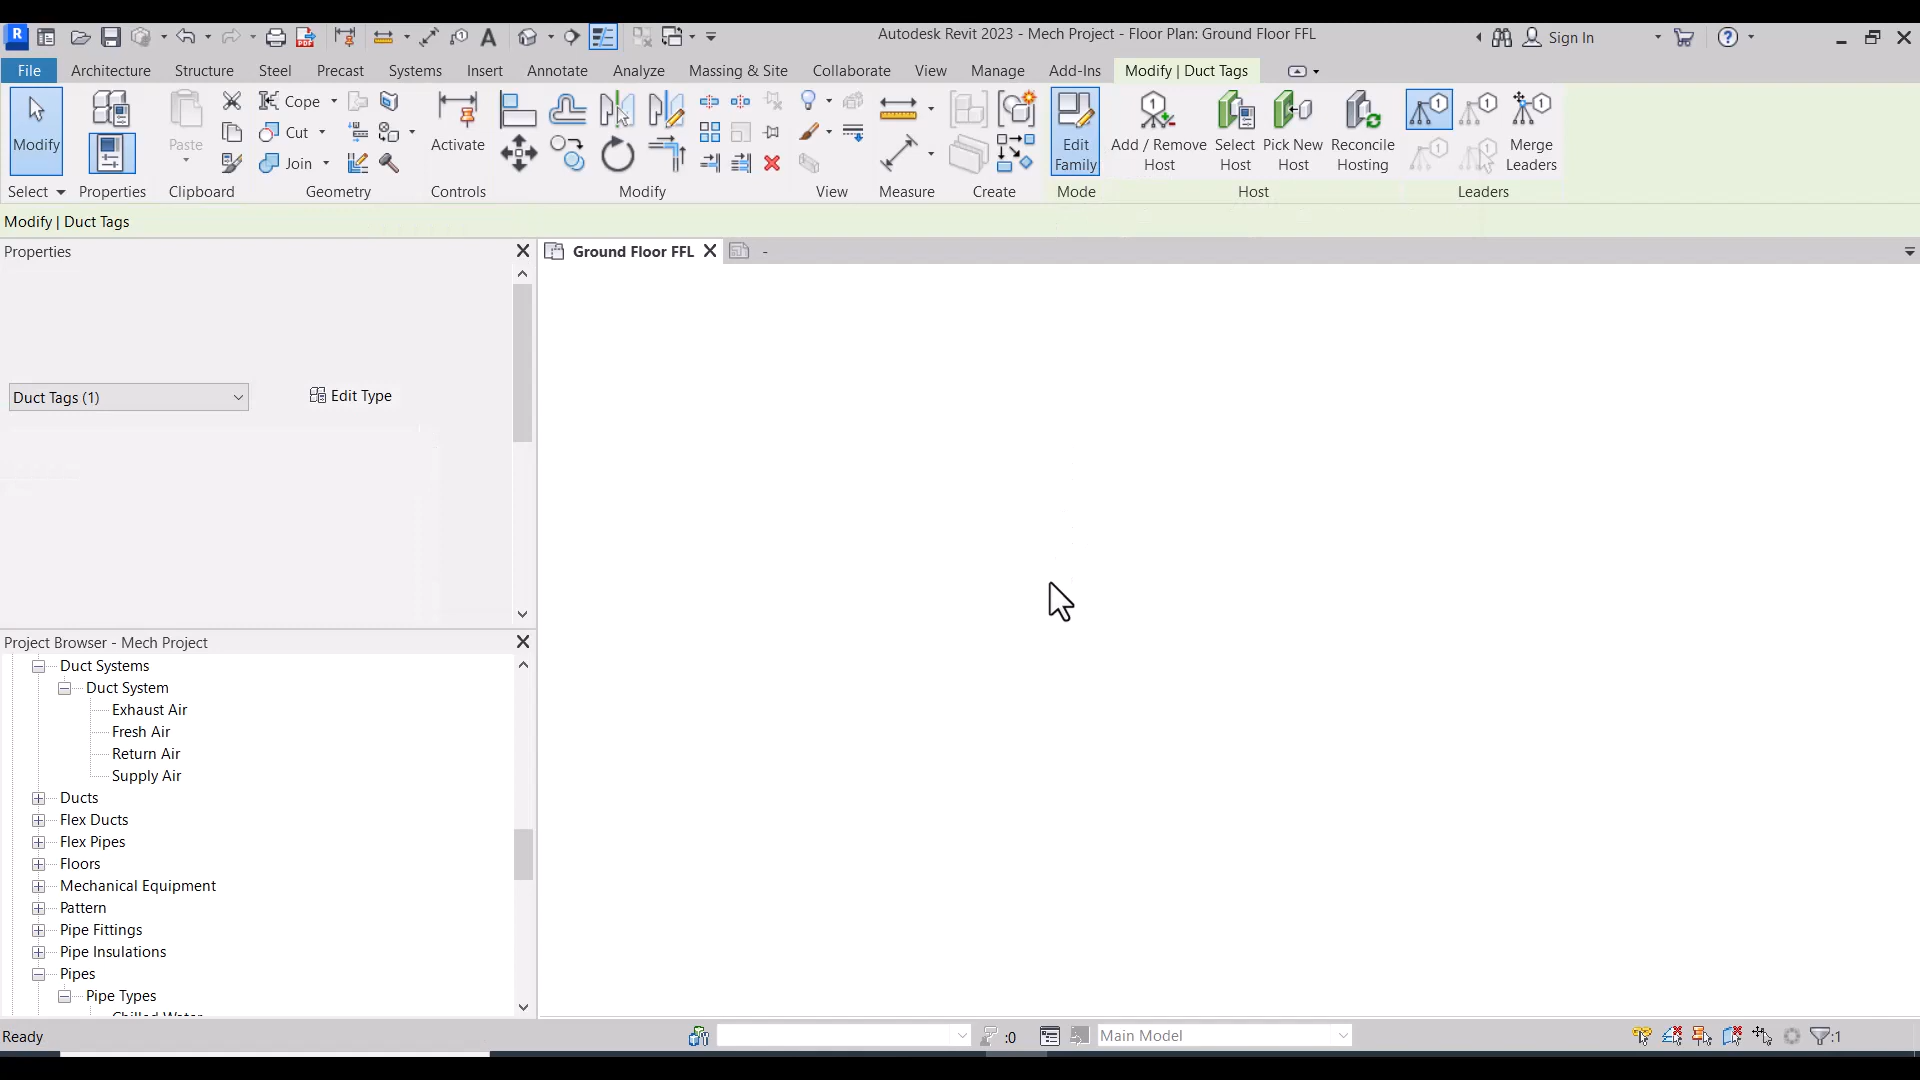 R
Autodesk Revit 2023 - Mech Project - Floor Plan: Ground Floor FFL
Sign In
File Architecture Structure Steel Precast Systems Insert Annotate Analyze Massing & Site Collaborate View Manage Add-Ins Modify | Duct Tags
Modify
Paste
Cope
Cut
Join
Activate
Edit Family
Add / Remove Host
Select Host
Pick New Host
Reconcile Hosting
Merge Leaders
Select Properties Clipboard Geometry Controls Modify View Measure Create Mode Host Leaders
Modify | Duct Tags
Properties
Ground Floor FFL
-
Duct Tags (1)
Edit Type
Project Browser - Mech Project
Duct Systems
Duct System
Exhaust Air
Fresh Air
Return Air
Supply Air
Ducts
Flex Ducts
Flex Pipes
Floors
Mechanical Equipment
Pattern
Pipe Fittings
Pipe Insulations
Pipes
Pipe Types
Chilled Water
Ready
:0
Main Model
:1